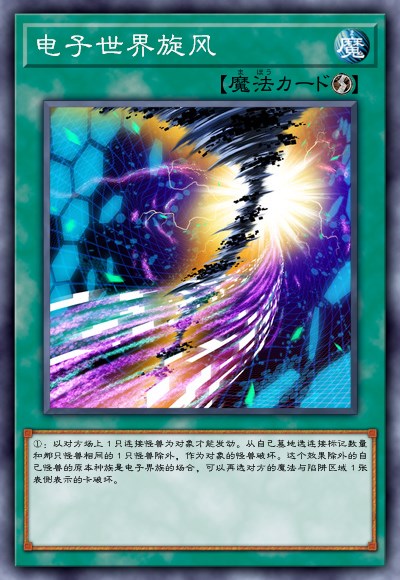 电子世界旋风
魔
【魔法カード】
まほう
①：以对方场上1只连接怪兽为对象才能发动。从自己墓地选连接标记数量
和那只怪兽相同的1只怪兽除外，作为对象的怪兽破坏。这个效果除外的自
己怪兽的原本种族是电子界族的场合，可以再选对方的魔法与陷阱区域1张
表侧表示的卡破坏。